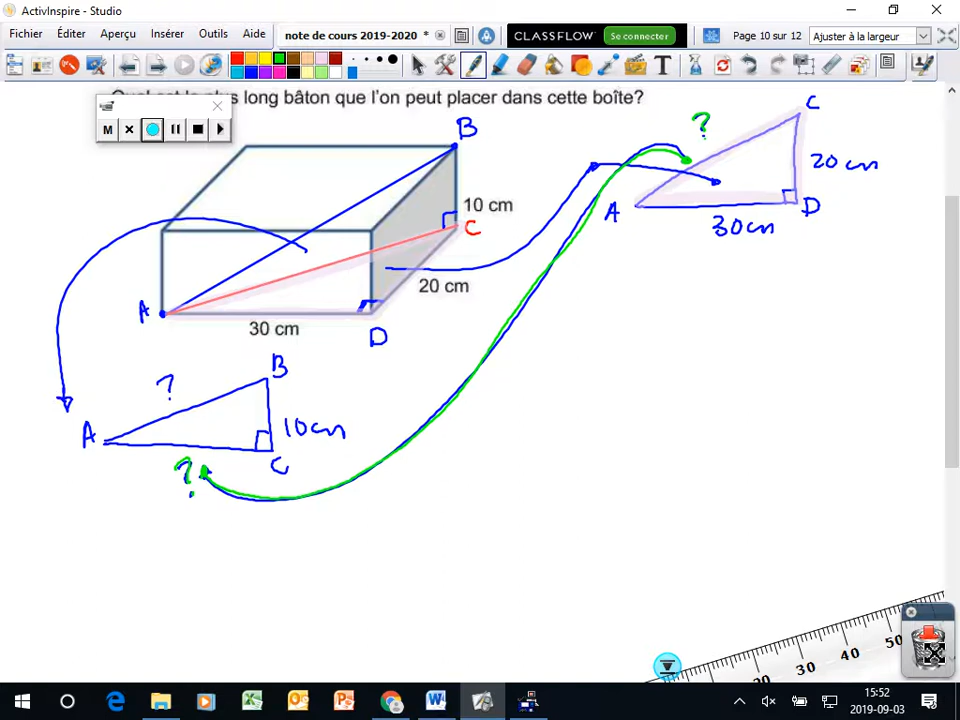 ActivInspire - Studio
Fichier Éditer Aperçu Insérer Outils Aide
note de cours 2019-2020 *
CLASSFLOW
Se connecter
Page 10 sur 12
Ajuster à la largeur
plus long bâton que l'on peut placer dans cette boîte?
M
B
10 cm
C
20 cm
A
30 cm
D
?
C
20 cm
A
30 cm
D
?
B
A
10 cm
C
?
30
40
50
15:52
2019-09-03